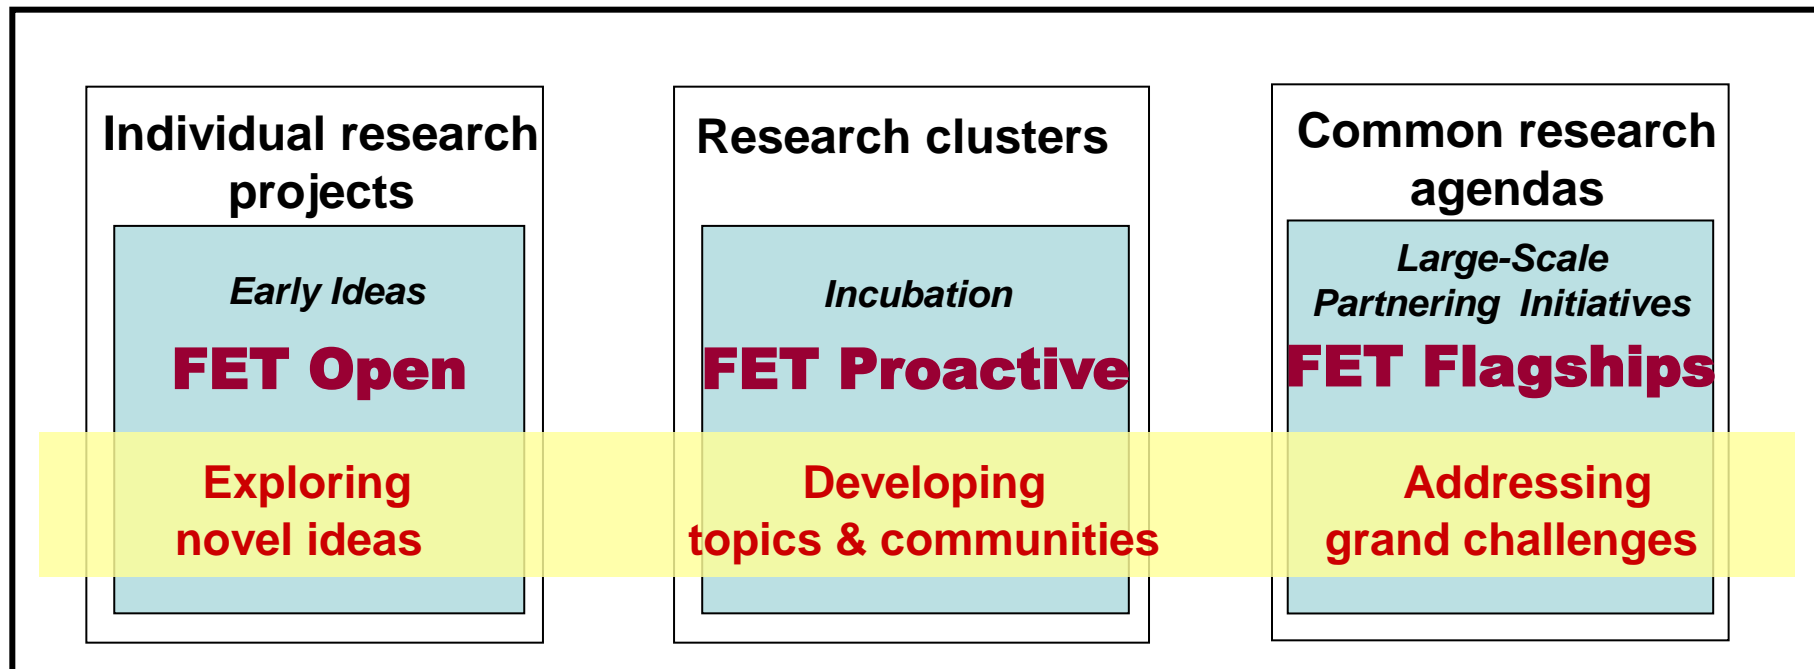 Individual research
projects
Early Ideas
FET Open
Exploring
novel ideas
Research clusters
Incubation
FET Proactive
Developing
topics & communities
Common research
agendas
Large-Scale
Partnering Initiatives
FET Flagships
Addressing
grand challenges